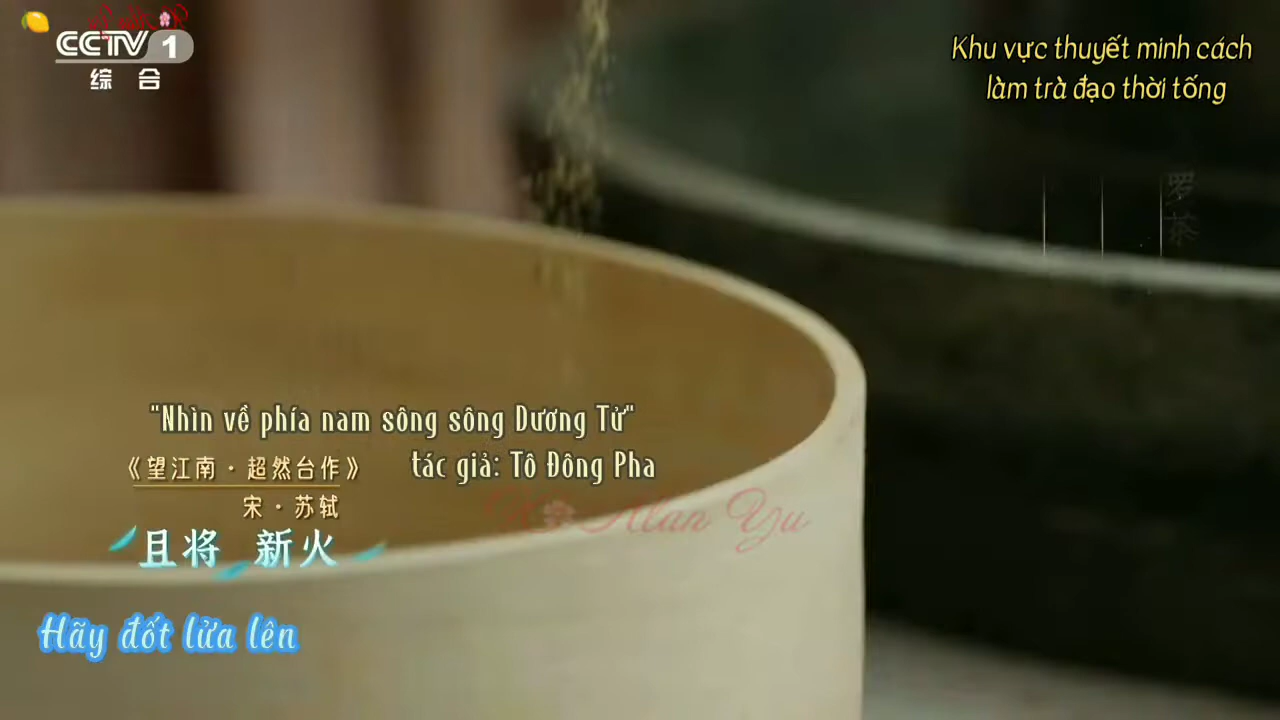 CCTV 1
综合
Khu vực thuyết minh cách
làm trà đạo thời tống
罗茶
"Nhìn về phía nam sông sông Dương Tử"
《望江南·超然台作》
tác giả: Tô Đông Pha
宋·苏轼
Alan Yu
且将 新火
Hãy đốt lửa lên